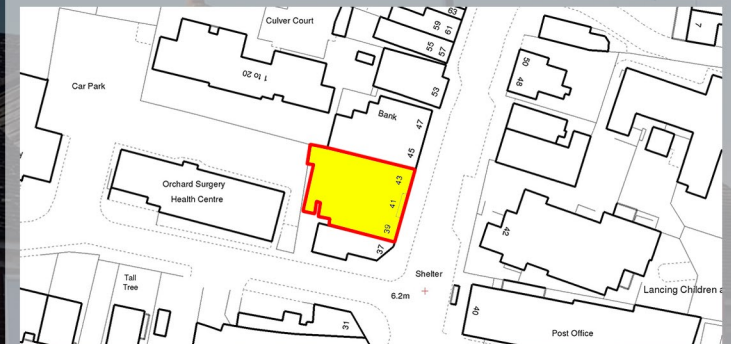 Culver Court
63
59
61
55
57
53
1 to 20
Car Park
Bank
47
45
43
41
39
37
Orchard Surgery
Health Centre
Tall
Tree
31
Shelter
6.2m
7
50
48
42
Lancing Children a
40
Post Office